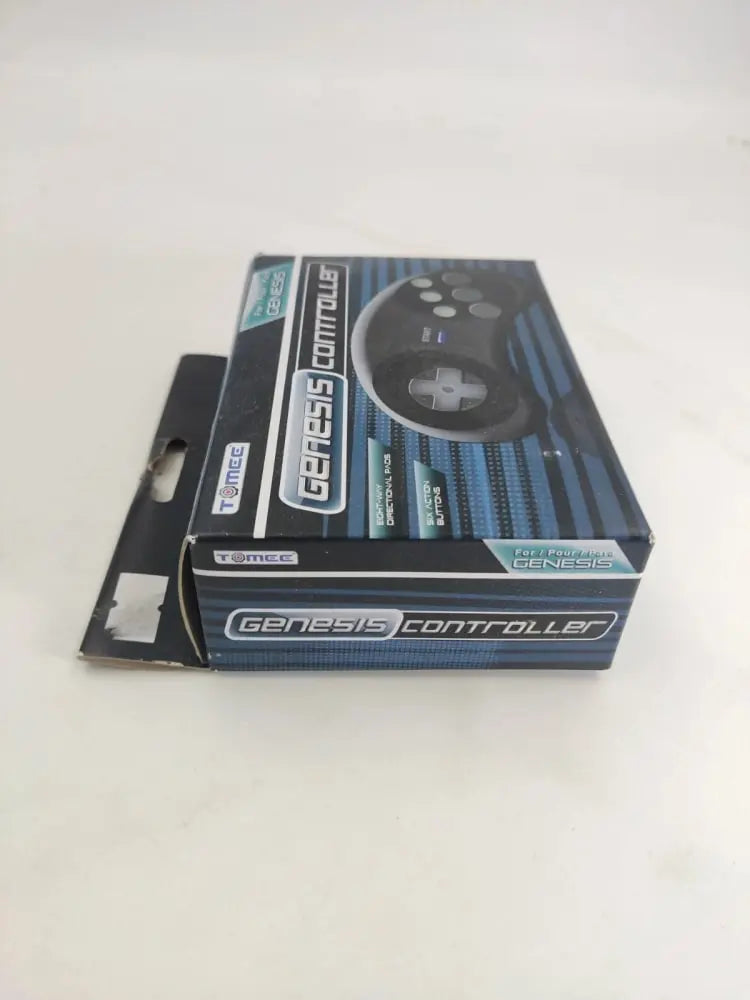 For / Pour / Para
GENESIS
TOMEE
GENESIS CONTROLLER
START
EIGHT-WAY
DIRECTIONAL PADS
SIX ACTION
BUTTONS
TOMEE
For / Pour / Para
GENESIS
GENESIS CONTROLLER